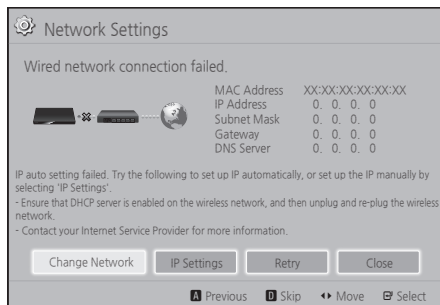 Network Settings
Wired network connection failed.
MAC Address XX:XX:XX:XX:XX:XX
IP Address 0. 0. 0. 0
Subnet Mask 0. 0. 0. 0
Gateway 0. 0. 0. 0
DNS Server 0. 0. 0. 0
IP auto setting failed. Try the following to set up IP automatically, or set up the IP manually by
selecting 'IP Settings'.
- Ensure that DHCP server is enabled on the wireless network, and then unplug and re-plug the wireless
network.
- Contact your Internet Service Provider for more information.
Change Network IP Settings Retry Close
A Previous D Skip Move Select